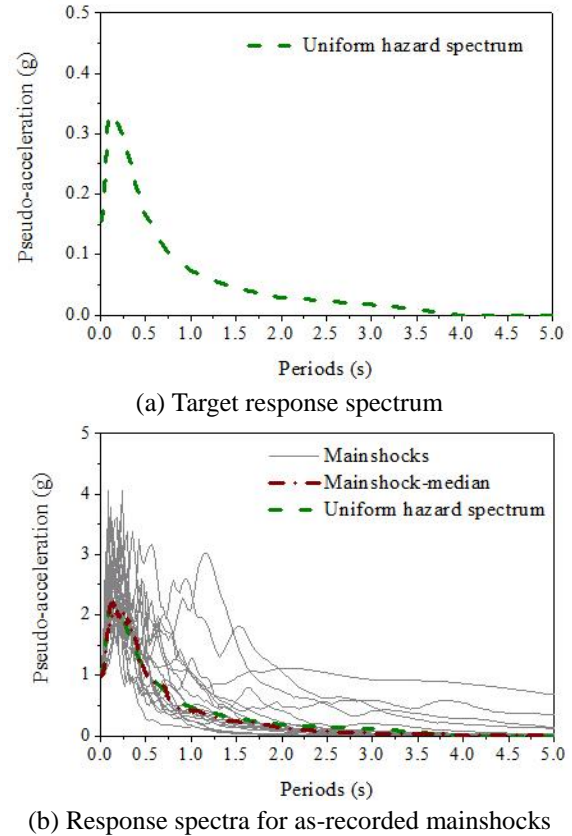 0.5
0.4
0.3
0.2
0.1
0.0
Pseudo-acceleration (g)
Uniform hazard spectrum
0.0 0.5 1.0 1.5 2.0 2.5 3.0 3.5 4.0 4.5 5.0
Periods (s)
(a) Target response spectrum
5
4
3
2
1
0
Pseudo-acceleration (g)
Mainshocks
Mainshock-median
Uniform hazard spectrum
0.0 0.5 1.0 1.5 2.0 2.5 3.0 3.5 4.0 4.5 5.0
Periods (s)
(b) Response spectra for as-recorded mainshocks